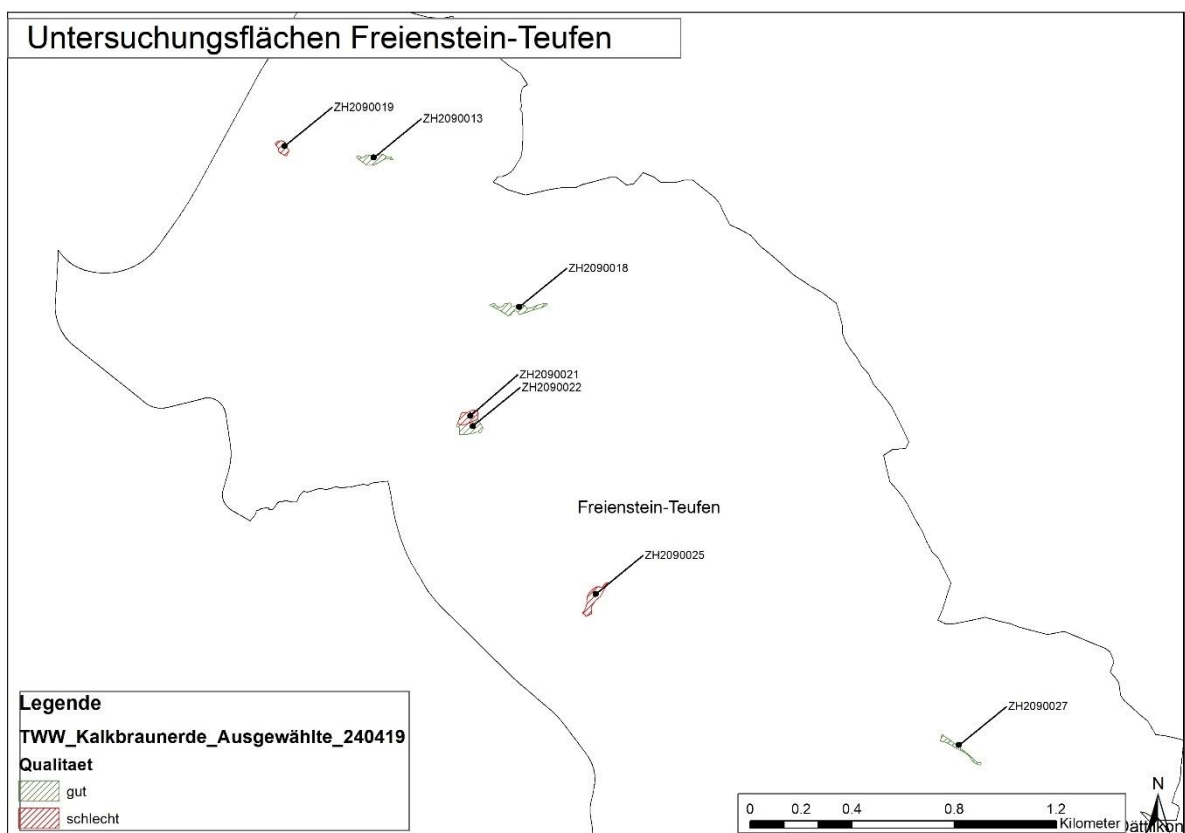 Untersuchungsflächen Freienstein-Teufen
ZH2090019
ZH2090013
ZH2090018
ZH2090021
ZH2090022
Freienstein-Teufen
ZH2090025
ZH2090027
Legende
TWW_Kalkbraunerde_Ausgewählte_240419
Qualitaet
gut
schlecht
0 0.2 0.4 0.8 1.2
Kilometer
N